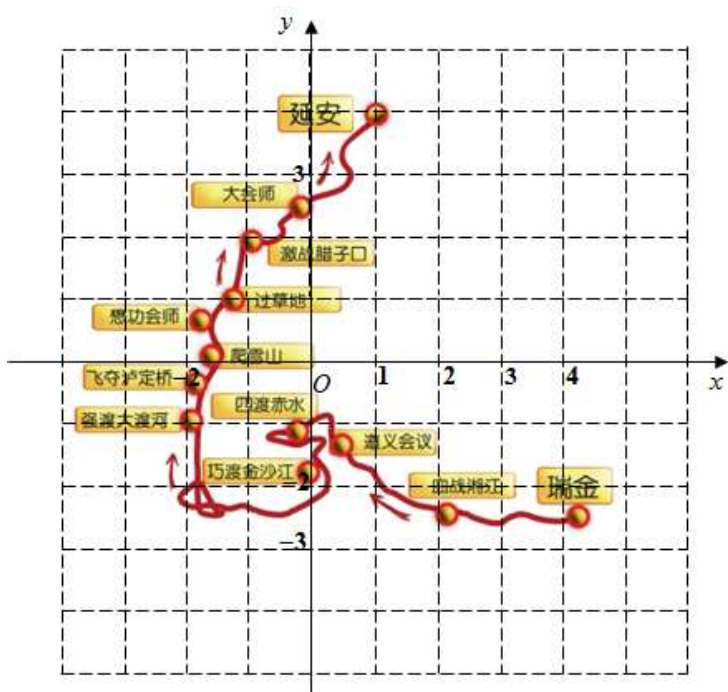 y
延安
3
大会师
激战腊子口
过草地
懋功会师
爬雪山
飞夺泸定桥
-2
O
1
2
3
4
x
四渡赤水
强渡大渡河
遵义会议
巧渡金沙江
-2
血战湘江
瑞金
-3